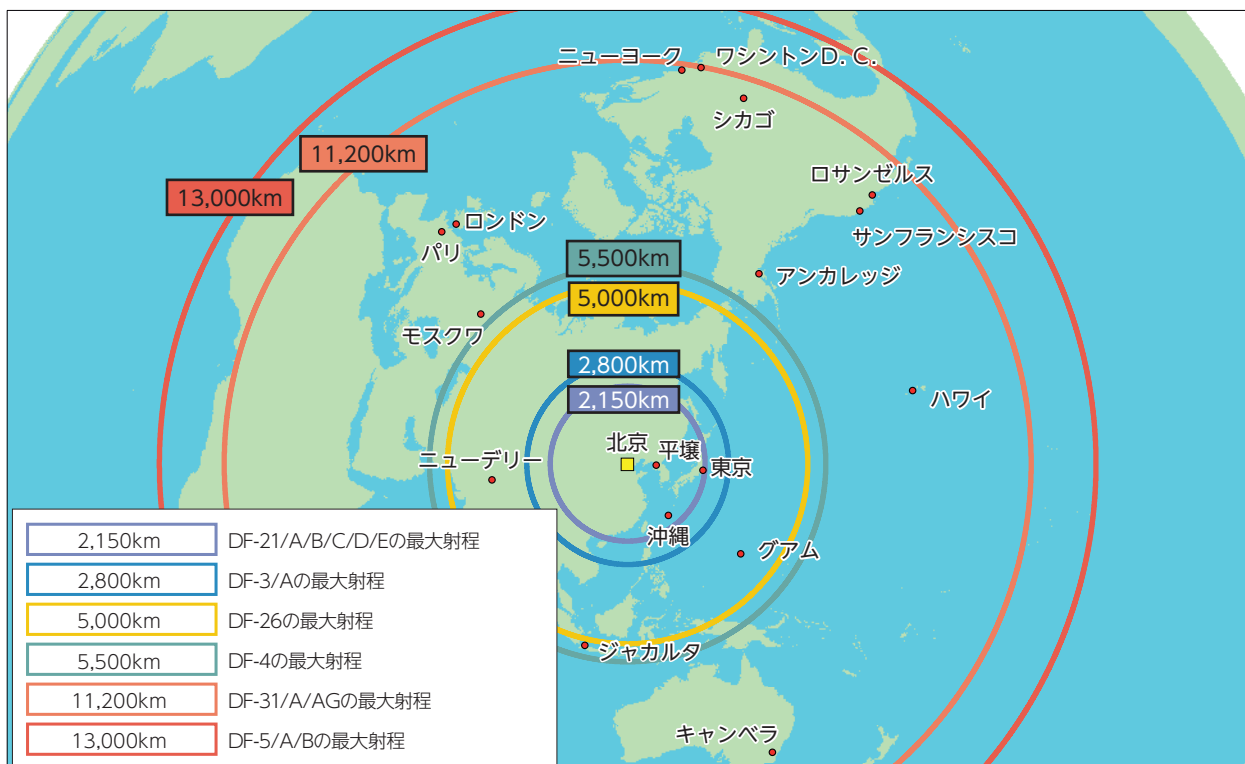 ニューヨーク
ワシントンD.C.
シカゴ
11,200km
13,000km
ロサンゼルス
ロンドン
パリ
サンフランシスコ
5,500km
アンカレッジ
5,000km
モスクワ
2,800km
2,150km
ハワイ
北京
平壌
ニューデリー
東京
沖縄
グアム
ジャカルタ
キャンベラ
2,150km DF-21/A/B/C/D/Eの最大射程
2,800km DF-3/Aの最大射程
5,000km DF-26の最大射程
5,500km DF-4の最大射程
11,200km DF-31/A/AGの最大射程
13,000km DF-5/A/Bの最大射程